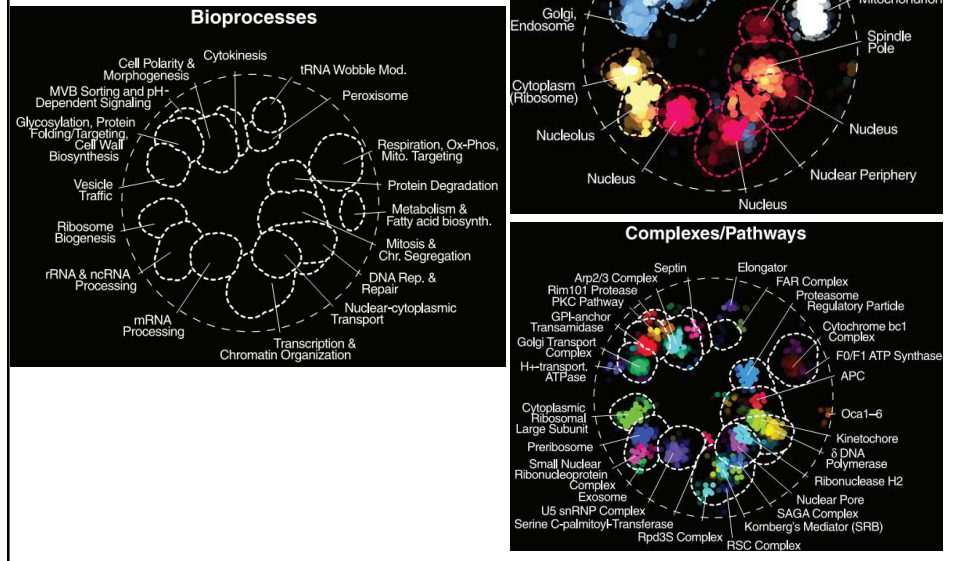 Bioprocesses
Cytokinesis
Cell Polarity &
Morphogenesis
tRNA Wobble Mod.
MVB Sorting and pH-
Dependent Signaling
Peroxisome
Glycosylation, Protein
Folding/Targeting,
Cell Wall
Biosynthesis
Respiration, Ox-Phos,
Mito. Targeting
Vesicle
Traffic
Protein Degradation
Ribosome
Biogenesis
Metabolism &
Fatty acid biosynth.
Mitosis &
Chr. Segregation
rRNA & ncRNA
Processing
DNA Rep. &
Repair
Nuclear-cytoplasmic
Transport
mRNA
Processing
Transcription &
Chromatin Organization
Mitochondrion
Golgi,
Endosome
Spindle
Pole
Cytoplasm
(Ribosome)
Nucleolus
Nucleus
Nucleus
Nuclear Periphery
Nucleus
Complexes/Pathways
Septin
Elongator
Arp2/3 Complex
FAR Complex
Rim101 Protease
PKC Pathway
Proteasome
Regulatory Particle
GPI-anchor
Transamidase
Cytochrome bc1
Complex
Golgi Transport
Complex
F0/F1 ATP Synthase
H+-transport.
ATPase
APC
Cytoplasmic
Ribosomal
Large Subunit
Oca1–6
Kinetochore
Preribosome
δ DNA
Polymerase
Small Nuclear
Ribonucleoprotein
Complex
Ribonuclease H2
Exosome
Nuclear Pore
U5 snRNP Complex
SAGA Complex
Serine C-palmitoyl-Transferase
Kornberg's Mediator (SRB)
Rpd3S Complex
RSC Complex